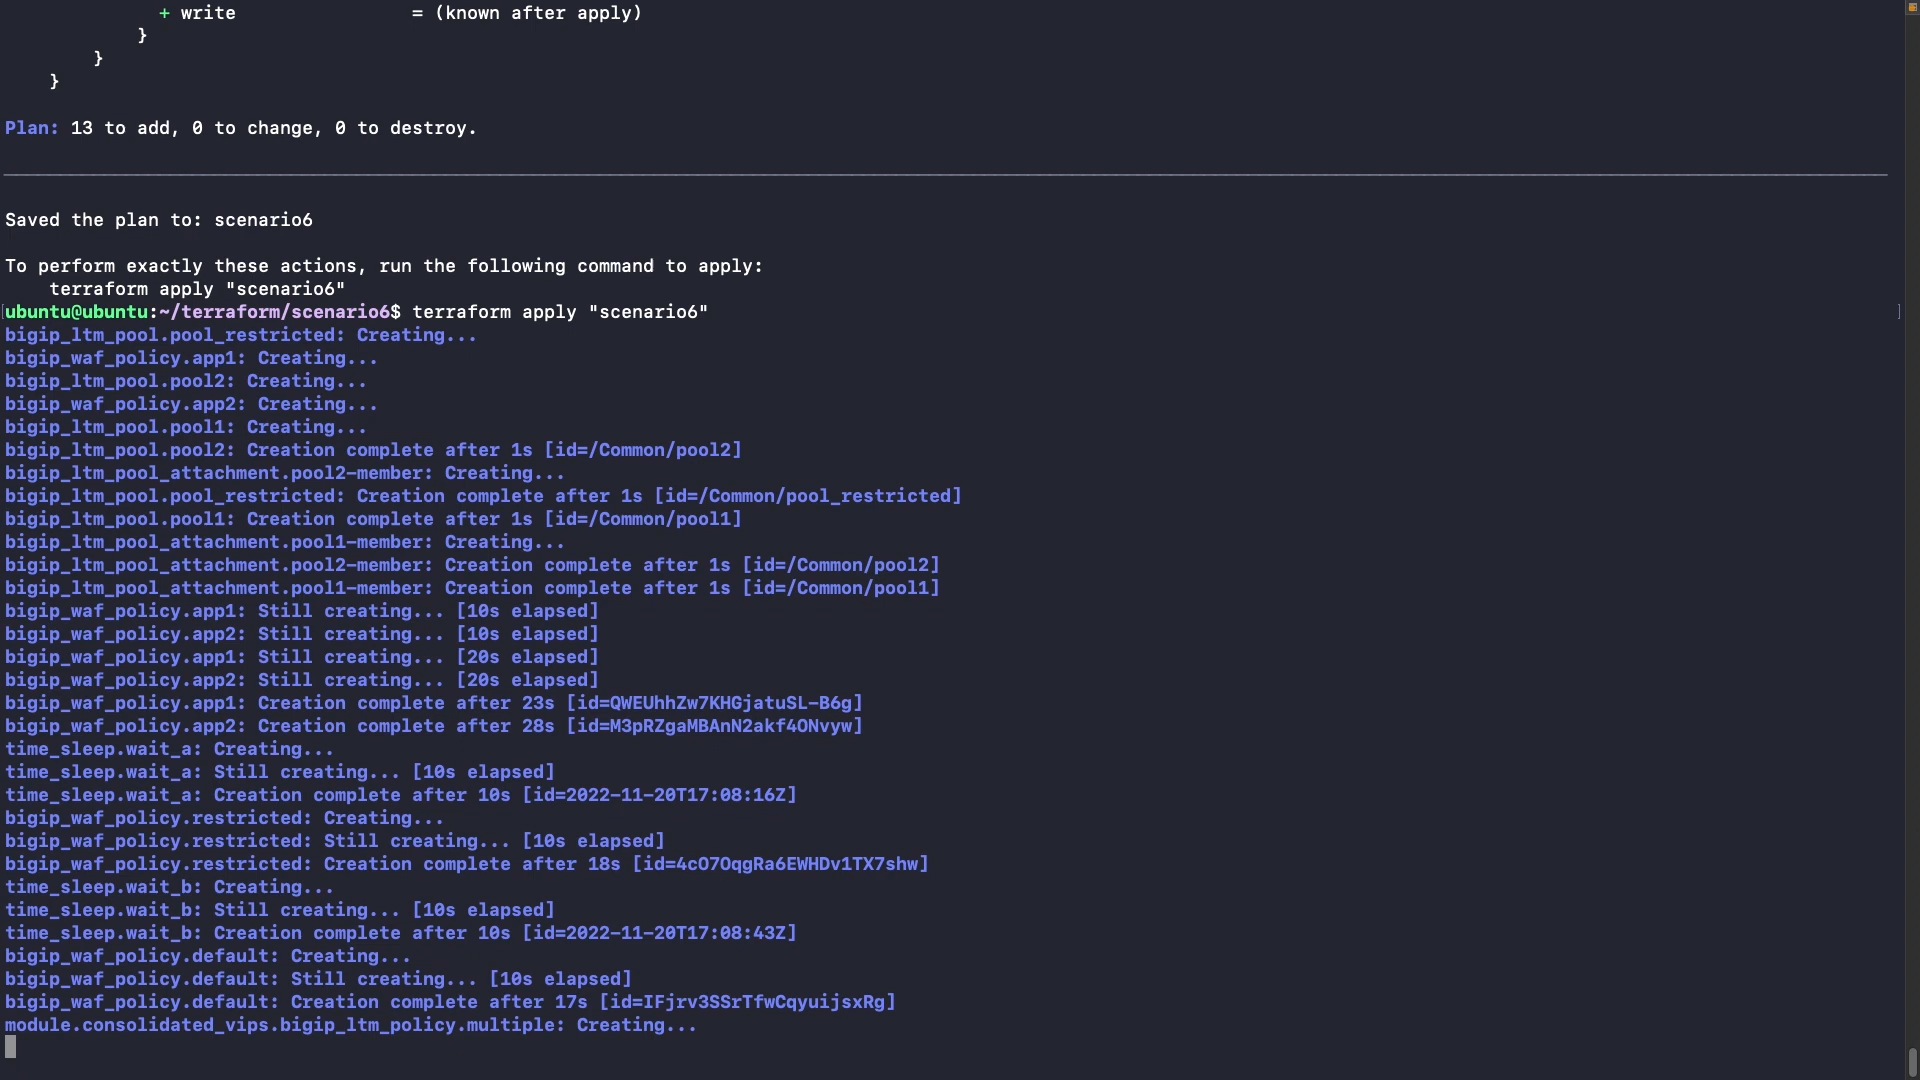 + write                = (known after apply)
}
}
}
Plan: 13 to add, 0 to change, 0 to destroy.
Saved the plan to: scenario6
To perform exactly these actions, run the following command to apply:
terraform apply "scenario6"
ubuntu@ubuntu:~/terraform/scenario6$ terraform apply "scenario6"
bigip_ltm_pool.pool_restricted: Creating...
bigip_waf_policy.app1: Creating...
bigip_ltm_pool.pool2: Creating...
bigip_waf_policy.app2: Creating...
bigip_ltm_pool.pool1: Creating...
bigip_ltm_pool.pool2: Creation complete after 1s [id=/Common/pool2]
bigip_ltm_pool_attachment.pool2-member: Creating...
bigip_ltm_pool.pool_restricted: Creation complete after 1s [id=/Common/pool_restricted]
bigip_ltm_pool.pool1: Creation complete after 1s [id=/Common/pool1]
bigip_ltm_pool_attachment.pool1-member: Creating...
bigip_ltm_pool_attachment.pool2-member: Creation complete after 1s [id=/Common/pool2]
bigip_ltm_pool_attachment.pool1-member: Creation complete after 1s [id=/Common/pool1]
bigip_waf_policy.app1: Still creating... [10s elapsed]
bigip_waf_policy.app2: Still creating... [10s elapsed]
bigip_waf_policy.app1: Still creating... [20s elapsed]
bigip_waf_policy.app2: Still creating... [20s elapsed]
bigip_waf_policy.app1: Creation complete after 23s [id=QWEUhhZw7KHGjatuSL-B6g]
bigip_waf_policy.app2: Creation complete after 28s [id=M3pRZgaMBAnN2akf4ONvyw]
time_sleep.wait_a: Creating...
time_sleep.wait_a: Still creating... [10s elapsed]
time_sleep.wait_a: Creation complete after 10s [id=2022-11-20T17:08:16Z]
bigip_waf_policy.restricted: Creating...
bigip_waf_policy.restricted: Still creating... [10s elapsed]
bigip_waf_policy.restricted: Creation complete after 18s [id=4cO7OqgRa6EWHDv1TX7shw]
time_sleep.wait_b: Creating...
time_sleep.wait_b: Still creating... [10s elapsed]
time_sleep.wait_b: Creation complete after 10s [id=2022-11-20T17:08:43Z]
bigip_waf_policy.default: Creating...
bigip_waf_policy.default: Still creating... [10s elapsed]
bigip_waf_policy.default: Creation complete after 17s [id=IFjrv3SSrTfwCqyuijsxRg]
module.consolidated_vips.bigip_ltm_policy.multiple: Creating...